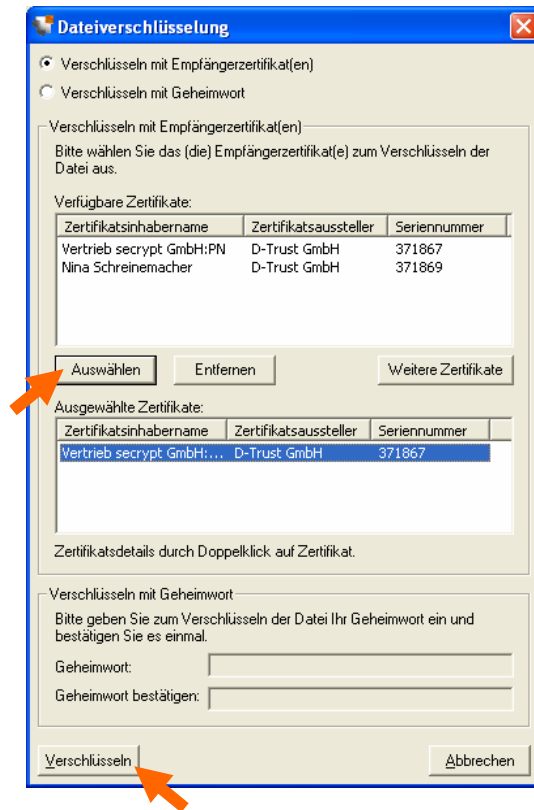 Dateiverschlüsselung
Verschlüsseln mit Empfängerzertifikat(en)
Verschlüsseln mit Geheimwort
Verschlüsseln mit Empfängerzertifikat(en)
Bitte wählen Sie das (die) Empfängerzertifikat(e) zum Verschlüsseln der
Datei aus.
Verfügbare Zertifikate:
Zertifikatsinhabername Zertifikatsaussteller Seriennummer
Vertrieb secrypt GmbH:PN D-Trust GmbH 371867
Nina Schreinemacher D-Trust GmbH 371869
Auswählen Entfernen Weitere Zertifikate
Ausgewählte Zertifikate:
Zertifikatsinhabername Zertifikatsaussteller Seriennummer
Vertrieb secrypt GmbH:... D-Trust GmbH 371867
Zertifikatsdetails durch Doppelklick auf Zertifikat.
Verschlüsseln mit Geheimwort
Bitte geben Sie zum Verschlüsseln der Datei Ihr Geheimwort ein und
bestätigen Sie es einmal.
Geheimwort:
Geheimwort bestätigen:
Verschlüsseln Abbrechen